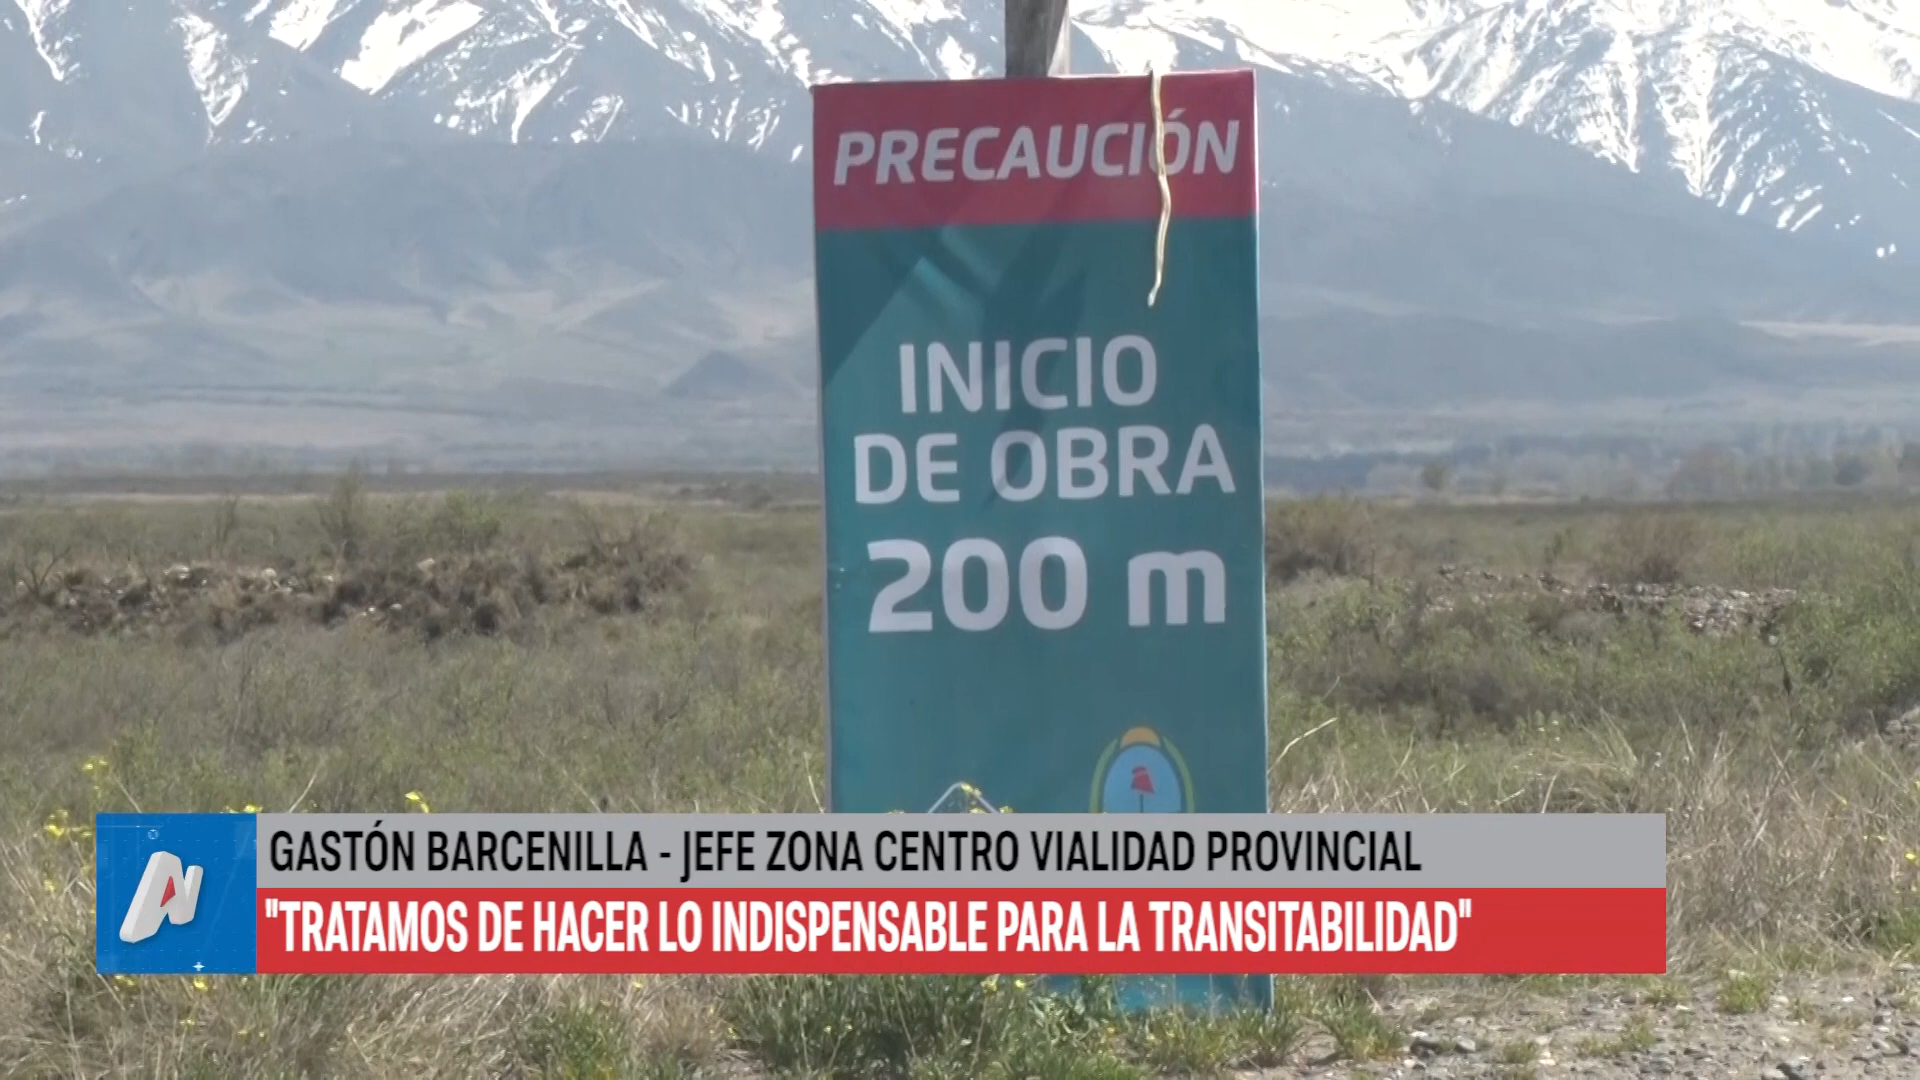 PRECAUCIÓN
INICIO
DE OBRA
200 m
GASTÓN BARCENILLA - JEFE ZONA CENTRO VIALIDAD PROVINCIAL
"TRATAMOS DE HACER LO INDISPENSABLE PARA LA TRANSITABILIDAD"